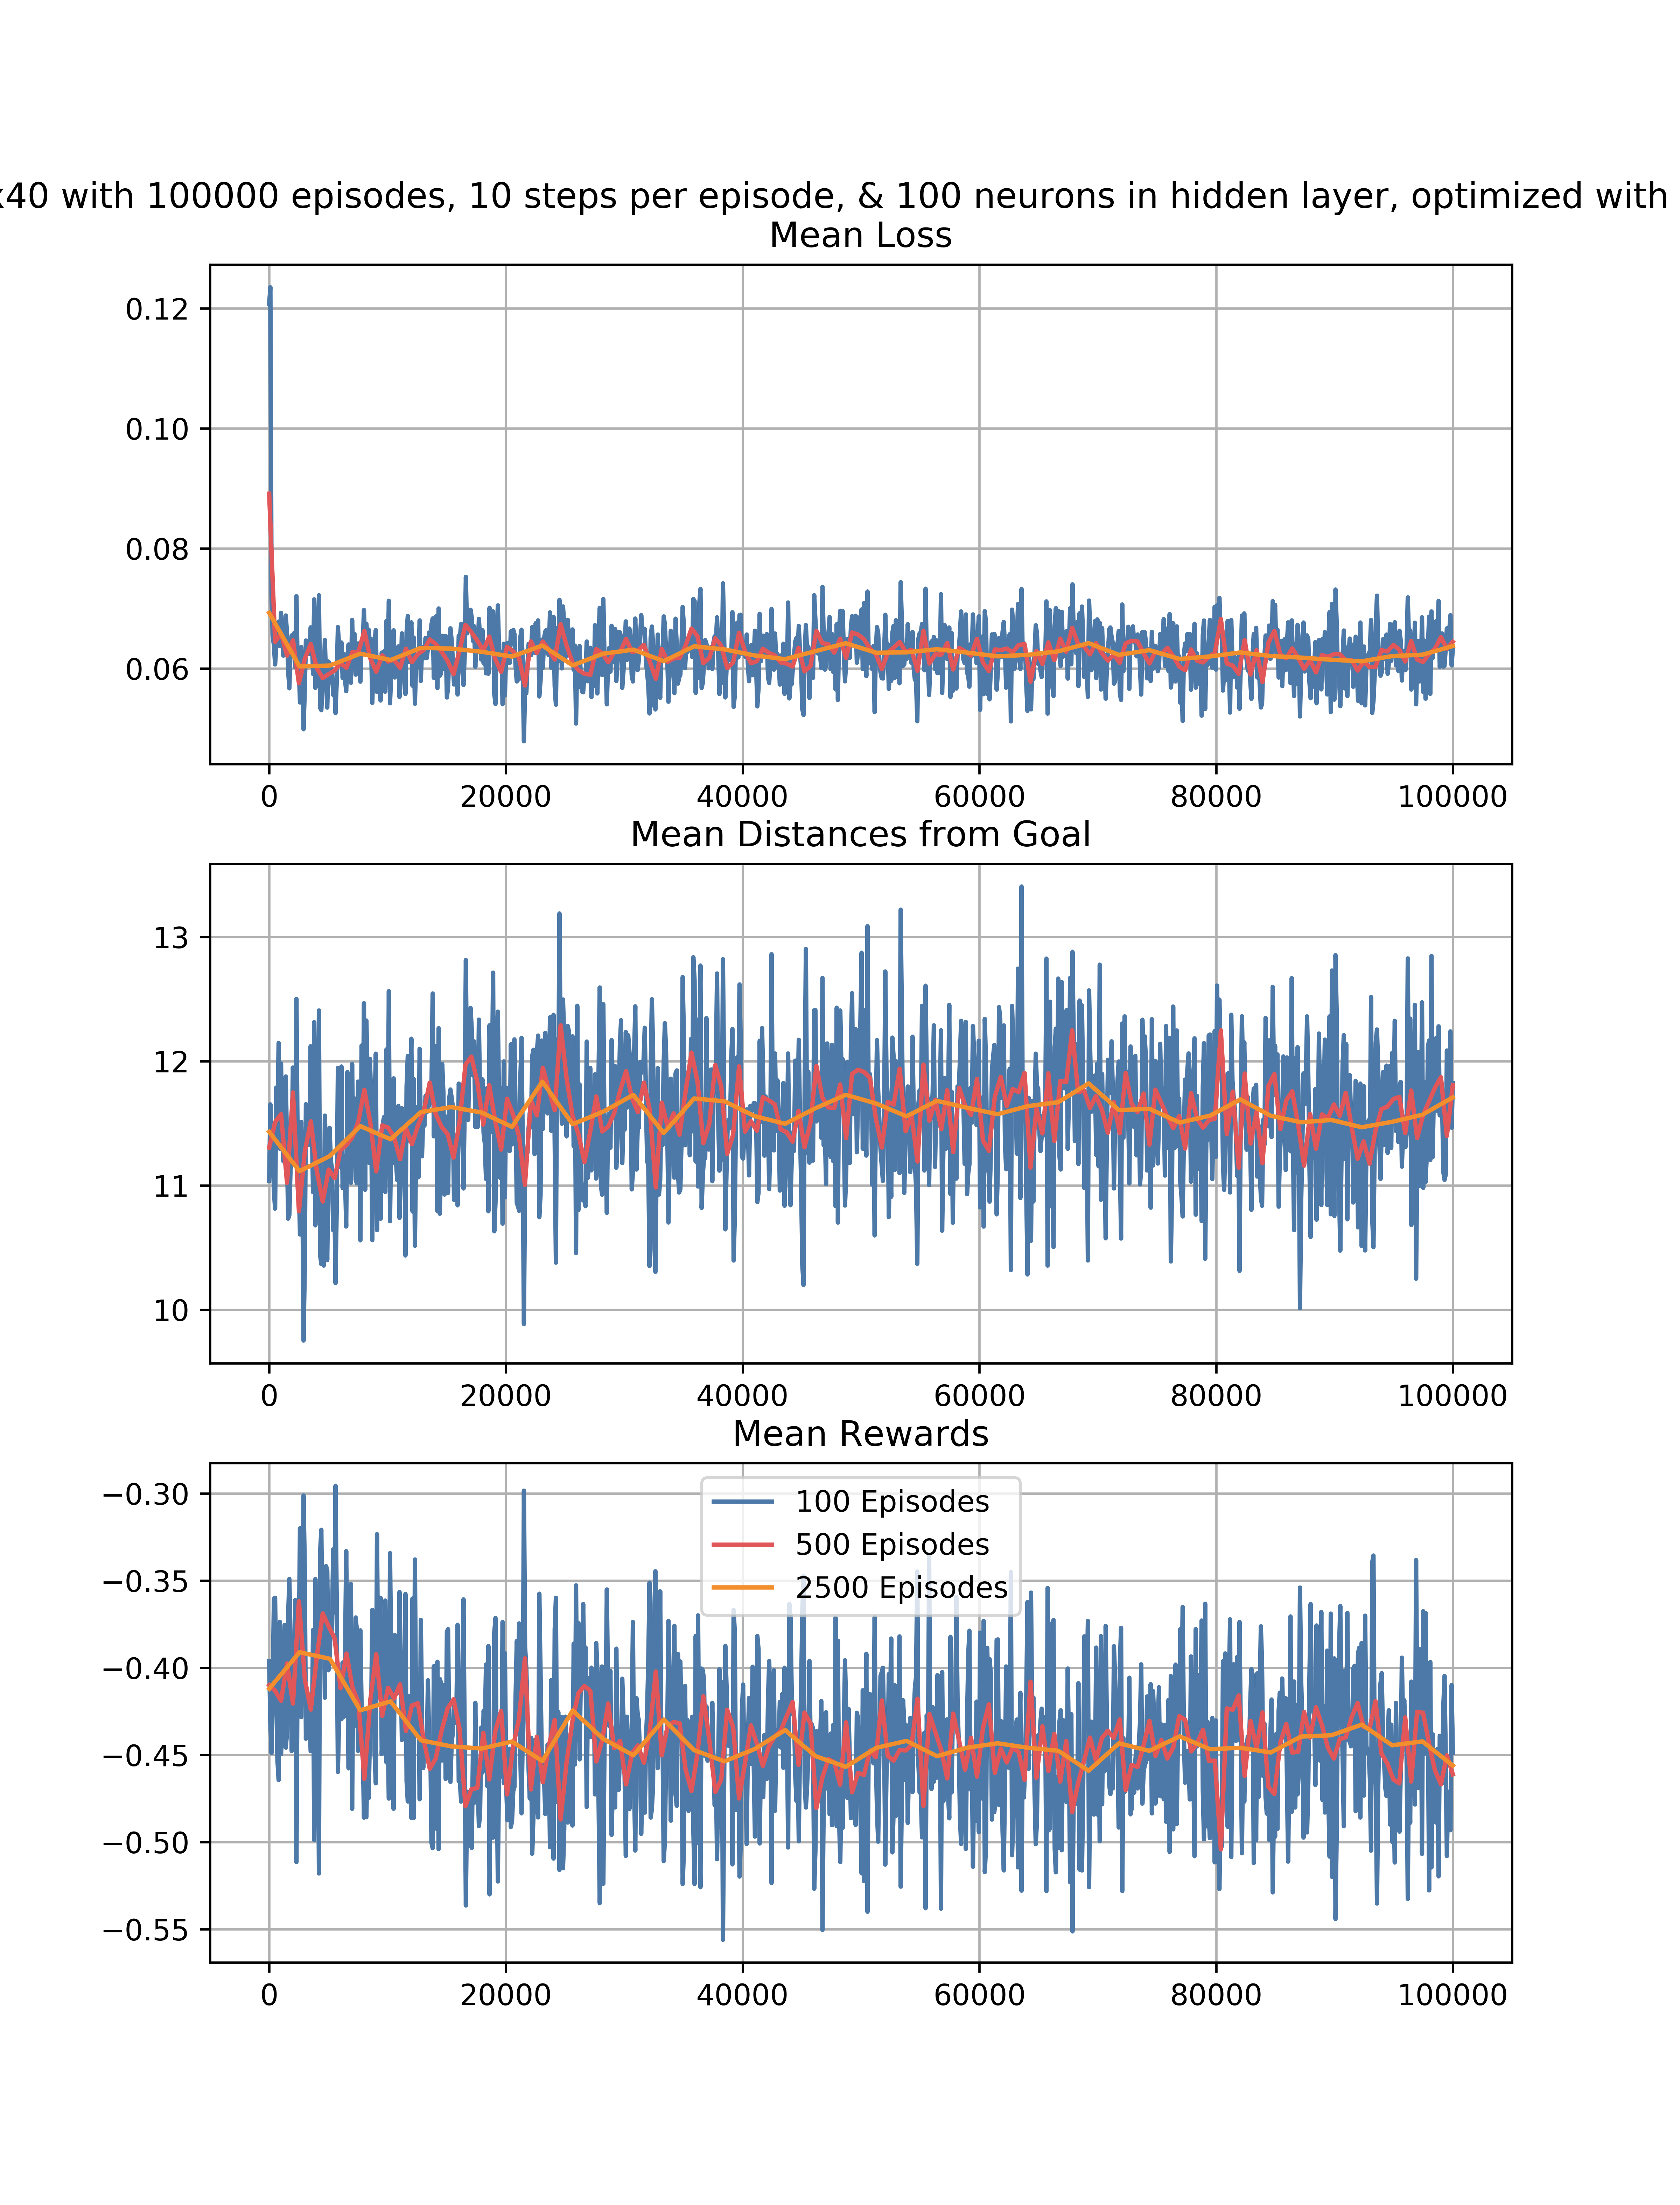 x40 with 100000 episodes, 10 steps per episode, & 100 neurons in hidden layer, optimized with
Mean Loss
0.12
0.10
0.08
0.06
0 20000 40000 60000 80000 100000
Mean Distances from Goal
13
12
11
10
0 20000 40000 60000 80000 100000
Mean Rewards
−0.30
−0.35
−0.40
−0.45
−0.50
−0.55
100 Episodes
500 Episodes
2500 Episodes
0 20000 40000 60000 80000 100000